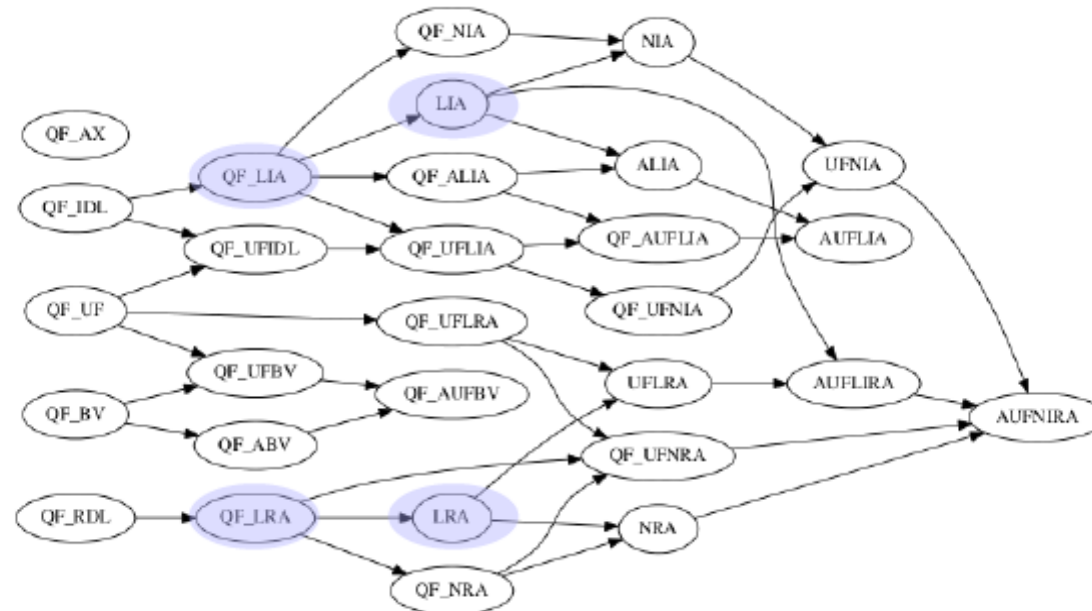 QF_NIA
NIA
LIA
QF_AX
QF_LIA
QF_ALIA
ALIA
UFNIA
QF_IDL
QF_UFIDL
QF_UFLIA
QF_AUFLIA
AUFLIA
QF_UF
QF_UFLRA
QF_UFNIA
QF_UFBV
QF_AUFBV
UFLRA
AUFLIRA
QF_BV
QF_ABV
AUFNIRA
QF_UFNRA
QF_RDL
QF_LRA
LRA
NRA
QF_NRA